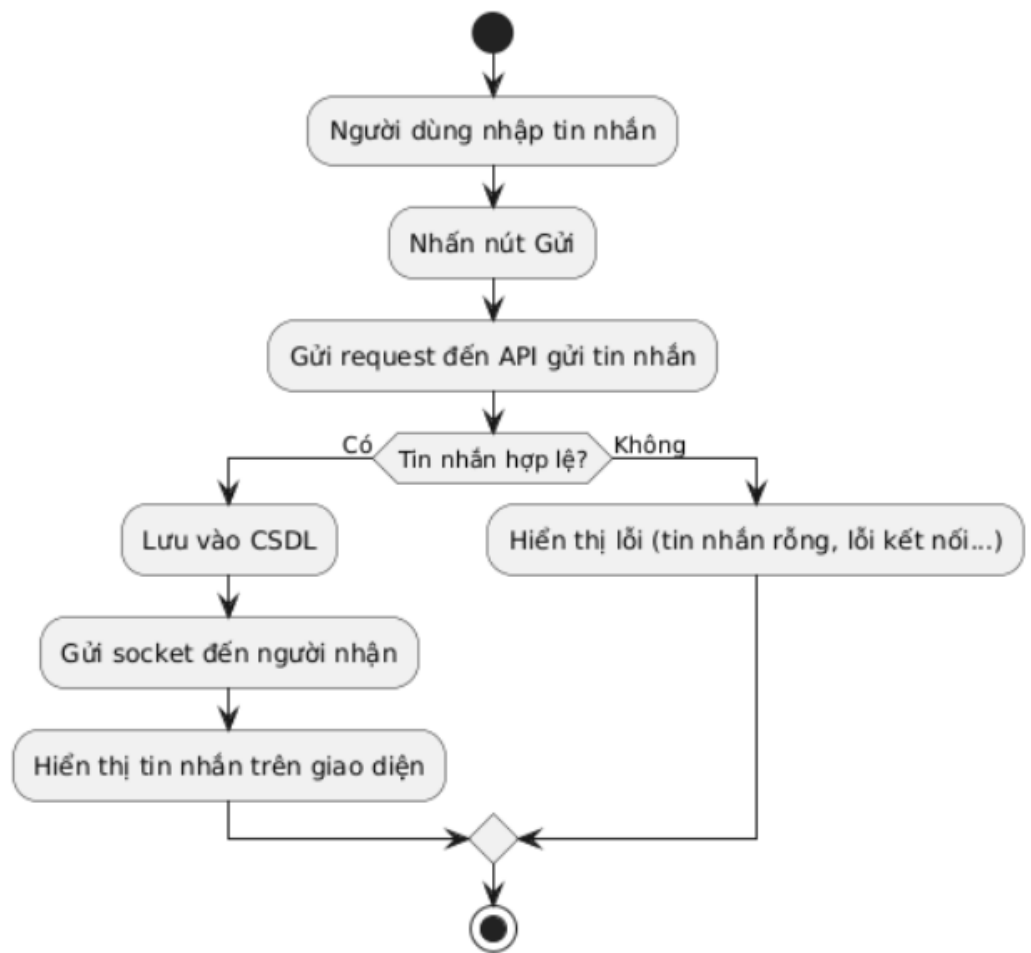 Người dùng nhập tin nhắn
Nhấn nút Gửi
Gửi request đến API gửi tin nhắn
Có
Tin nhắn hợp lệ?
Không
Lưu vào CSDL
Hiển thị lỗi (tin nhắn rỗng, lỗi kết nối...)
Gửi socket đến người nhận
Hiển thị tin nhắn trên giao diện